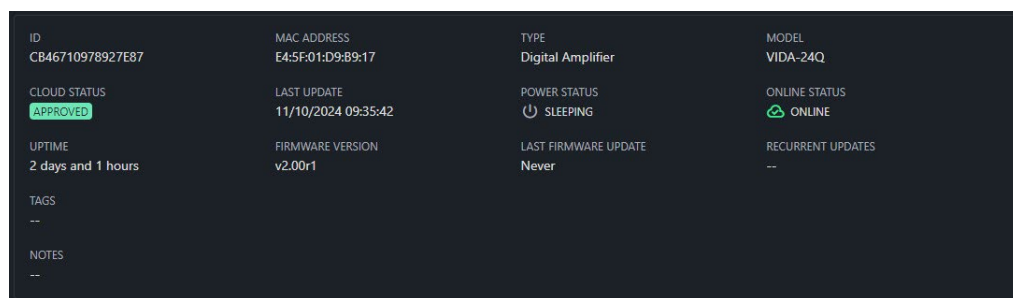 ID MAC ADDRESS TYPE MODEL
CB46710978927E87 E4:5F:01:D9:B9:17 Digital Amplifier VIDA-24Q
CLOUD STATUS LAST UPDATE POWER STATUS ONLINE STATUS
APPROVED 11/10/2024 09:35:42 SLEEPING ONLINE
UPTIME FIRMWARE VERSION LAST FIRMWARE UPDATE RECURRENT UPDATES
2 days and 1 hours v2.00r1 Never --
TAGS
--
NOTES
--